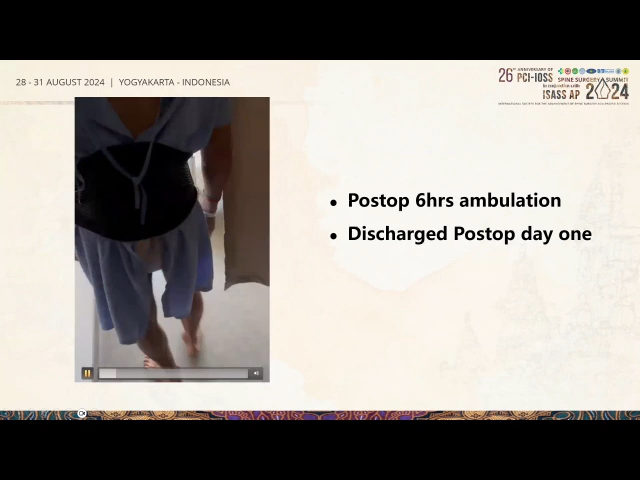 28 - 31 AUGUST 2024 | YOGYAKARTA - INDONESIA
26TH ANNIVERSARY OF
PCI-IOSS
SPINE SURGERY SUMMIT
ISASS AP 2024
• Postop 6hrs ambulation
• Discharged Postop day one